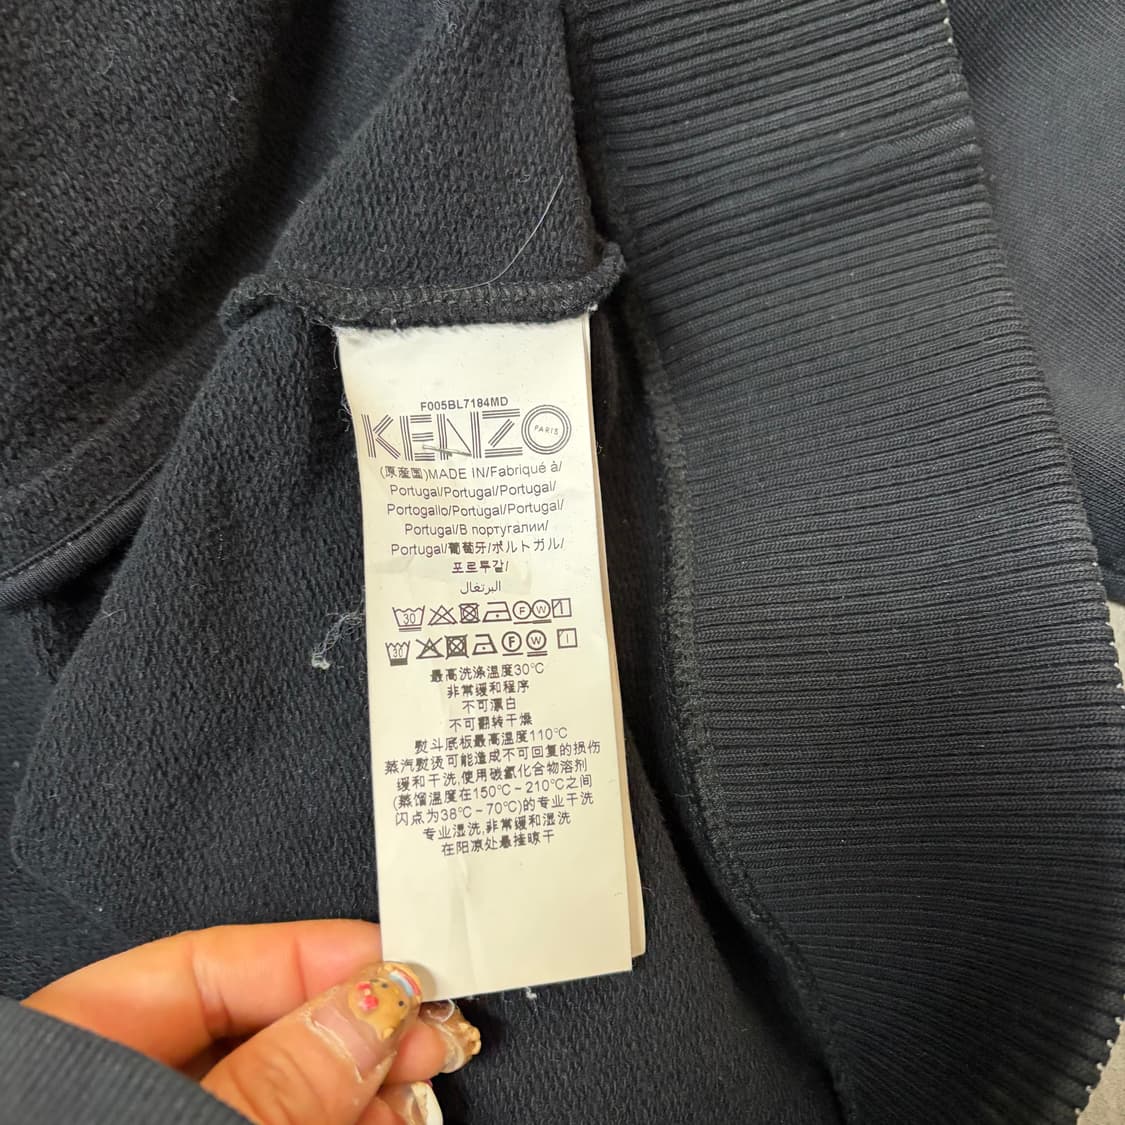 F005BL7184MD
KENZO PARIS
(原産国)MADE IN/Fabriqué à/
Portugal/Portugal/Portugal/
Portogallo/Portugal/Portugal/
Portugal/В португалии/
Portugal/葡萄牙/ポルトガル/
포르투갈/
البرتغال
30 F W
30 F W
最高洗涤温度30℃
非常缓和程序
不可漂白
不可翻转干燥
熨斗底板最高温度110℃
蒸汽熨烫可能造成不可回复的损伤
缓和干洗,使用碳氢化合物溶剂
(蒸馏温度在150℃~210℃之间
闪点为38℃~70℃)的专业干洗
专业湿洗,非常缓和湿洗
在阴凉处悬挂晾干